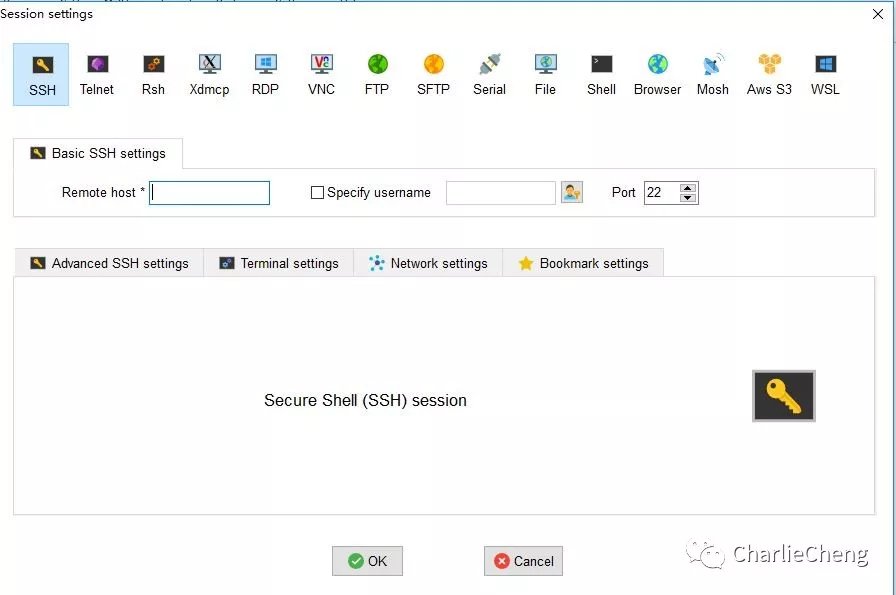 Session settings
SSH Telnet Rsh Xdmcp RDP VNC FTP SFTP Serial File Shell Browser Mosh Aws S3 WSL
Basic SSH settings
Remote host * Specify username Port 22
Advanced SSH settings Terminal settings Network settings Bookmark settings
Secure Shell (SSH) session
OK Cancel
CharlieCheng